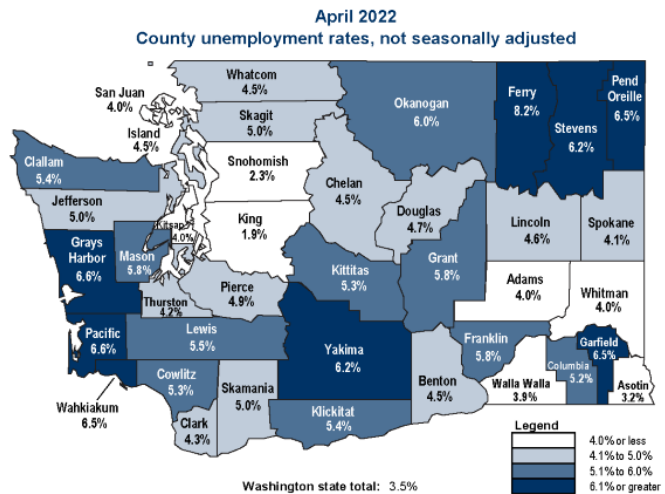 April 2022
County unemployment rates, not seasonally adjusted
Whatcom
4.5%
San Juan
4.0%
Skagit
5.0%
Island
4.5%
Okanogan
6.0%
Ferry
8.2%
Stevens
6.2%
Pend
Oreille
6.5%
Clallam
5.4%
Snohomish
2.3%
Chelan
4.5%
Jefferson
5.0%
Kitsap
4.0%
King
1.9%
Douglas
4.7%
Lincoln
4.6%
Spokane
4.1%
Grays
Harbor
6.6%
Mason
5.8%
Kittitas
5.3%
Grant
5.8%
Adams
4.0%
Whitman
4.0%
Thurston
4.2%
Pierce
4.9%
Pacific
6.6%
Lewis
5.5%
Yakima
6.2%
Franklin
5.8%
Garfield
6.5%
Columbia
5.2%
Wahkiakum
6.5%
Cowlitz
5.3%
Skamania
5.0%
Benton
4.5%
Walla Walla
3.9%
Asotin
3.2%
Clark
4.3%
Klickitat
5.4%
Legend
4.0% or less
4.1% to 5.0%
5.1% to 6.0%
6.1% or greater
Washington state total: 3.5%